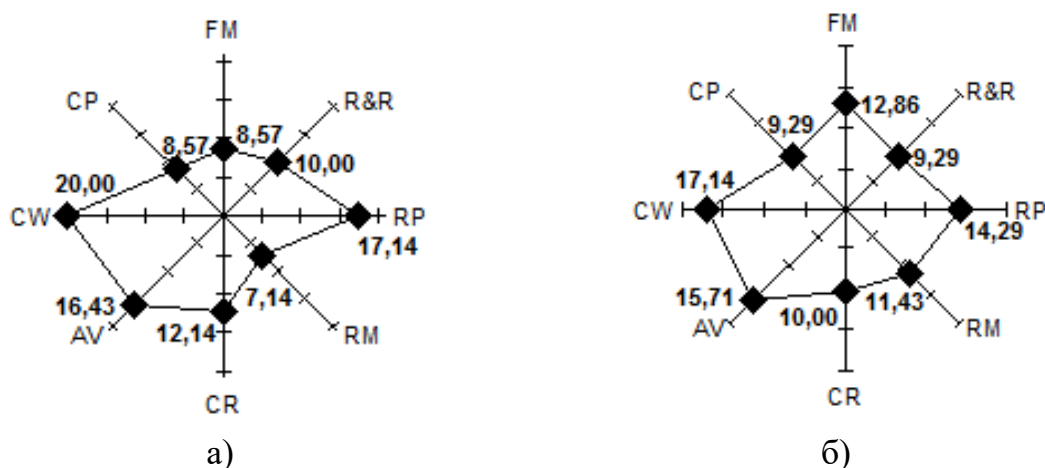 FM
CP
R&R
8,57
8,57
10,00
20,00
CW
RP
17,14
16,43
7,14
12,14
AV
RM
CR
а)
FM
CP
R&R
12,86
9,29
9,29
17,14
CW
RP
14,29
15,71
11,43
10,00
AV
RM
CR
б)